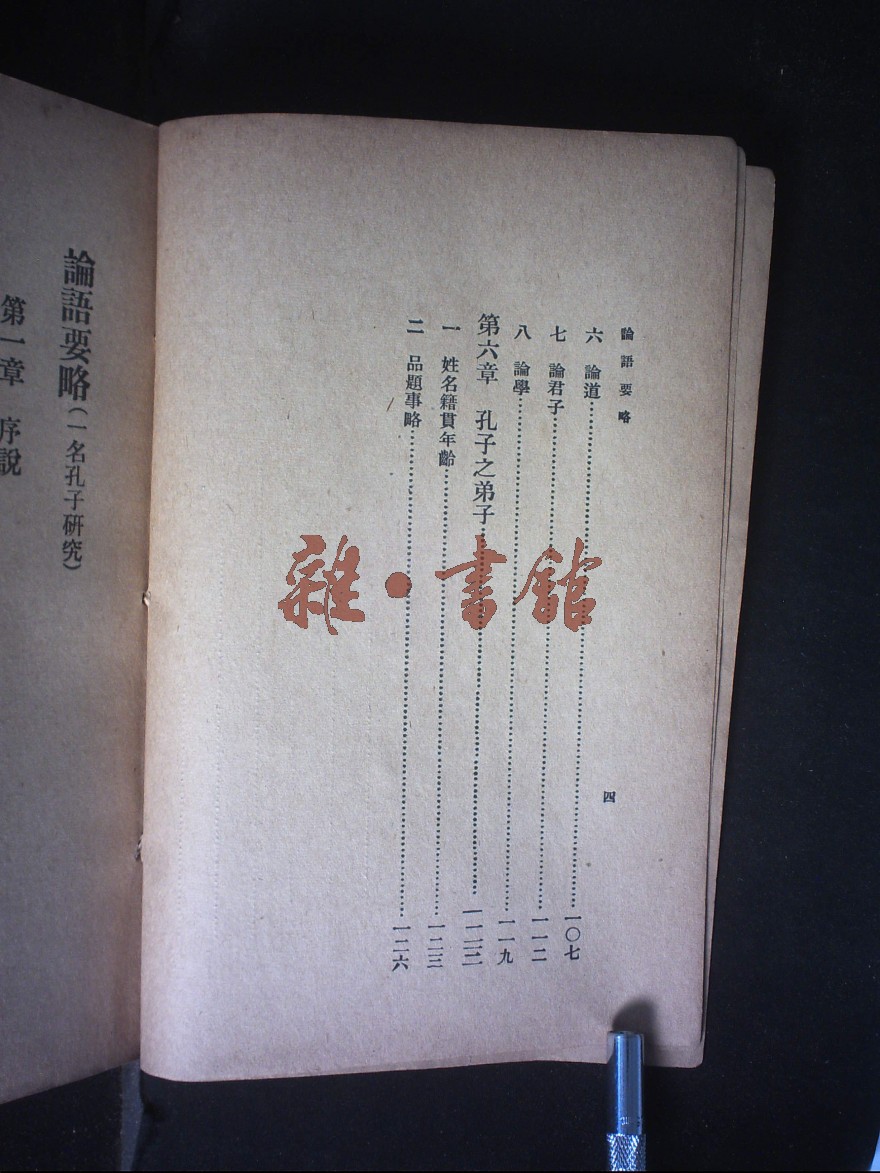 論語要略
四
六 論道……一〇七
七 論君子……一一二
八 論學……一一九
第六章 孔子之弟子……一二二
一 姓名籍貫年齡……一二三
二 品題事略……一二六
論語要略(一名孔子研究)
第一章 序說
雜·書館